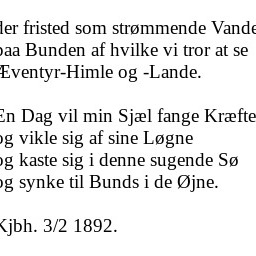 der fristed som strømmende Vande
paa Bunden af hvilke vi tror at se
Æventyr-Himle og -Lande.

En Dag vil min Sjæl fange Kræfte
og vikle sig af sine Løgne
og kaste sig i denne sugende Sø
og synke til Bunds i de Øjne.

Kjbh. 3/2 1892.